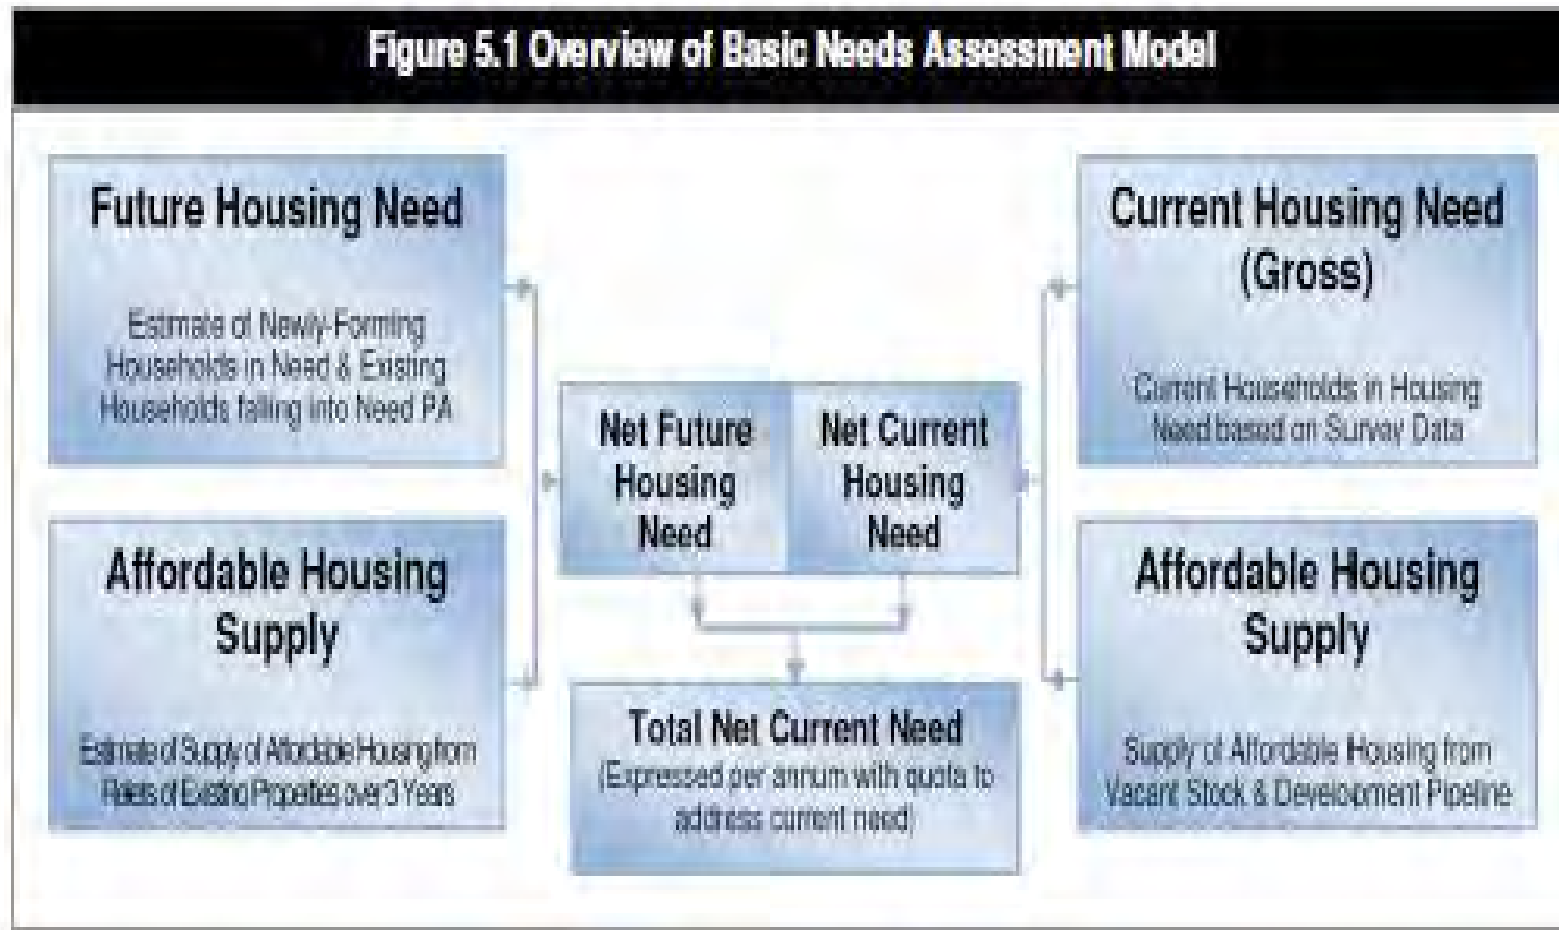 Figure 5.1 Overview of Basic Needs Assessment Model
Future Housing Need
Estimate of Newly-Forming
Households in Need & Existing
Households falling into Need PA
Affordable Housing
Supply
Estimate of Supply of Affordable Housing from
Relets of Existing Properties over 3 Years
Net Future
Housing
Need
Net Current
Housing
Need
Total Net Current Need
(Expressed per annum with quota to
address current need)
Current Housing Need
(Gross)
Current Households in Housing
Need based on Survey Data
Affordable Housing
Supply
Supply of Affordable Housing from
Vacant Stock & Development Pipeline